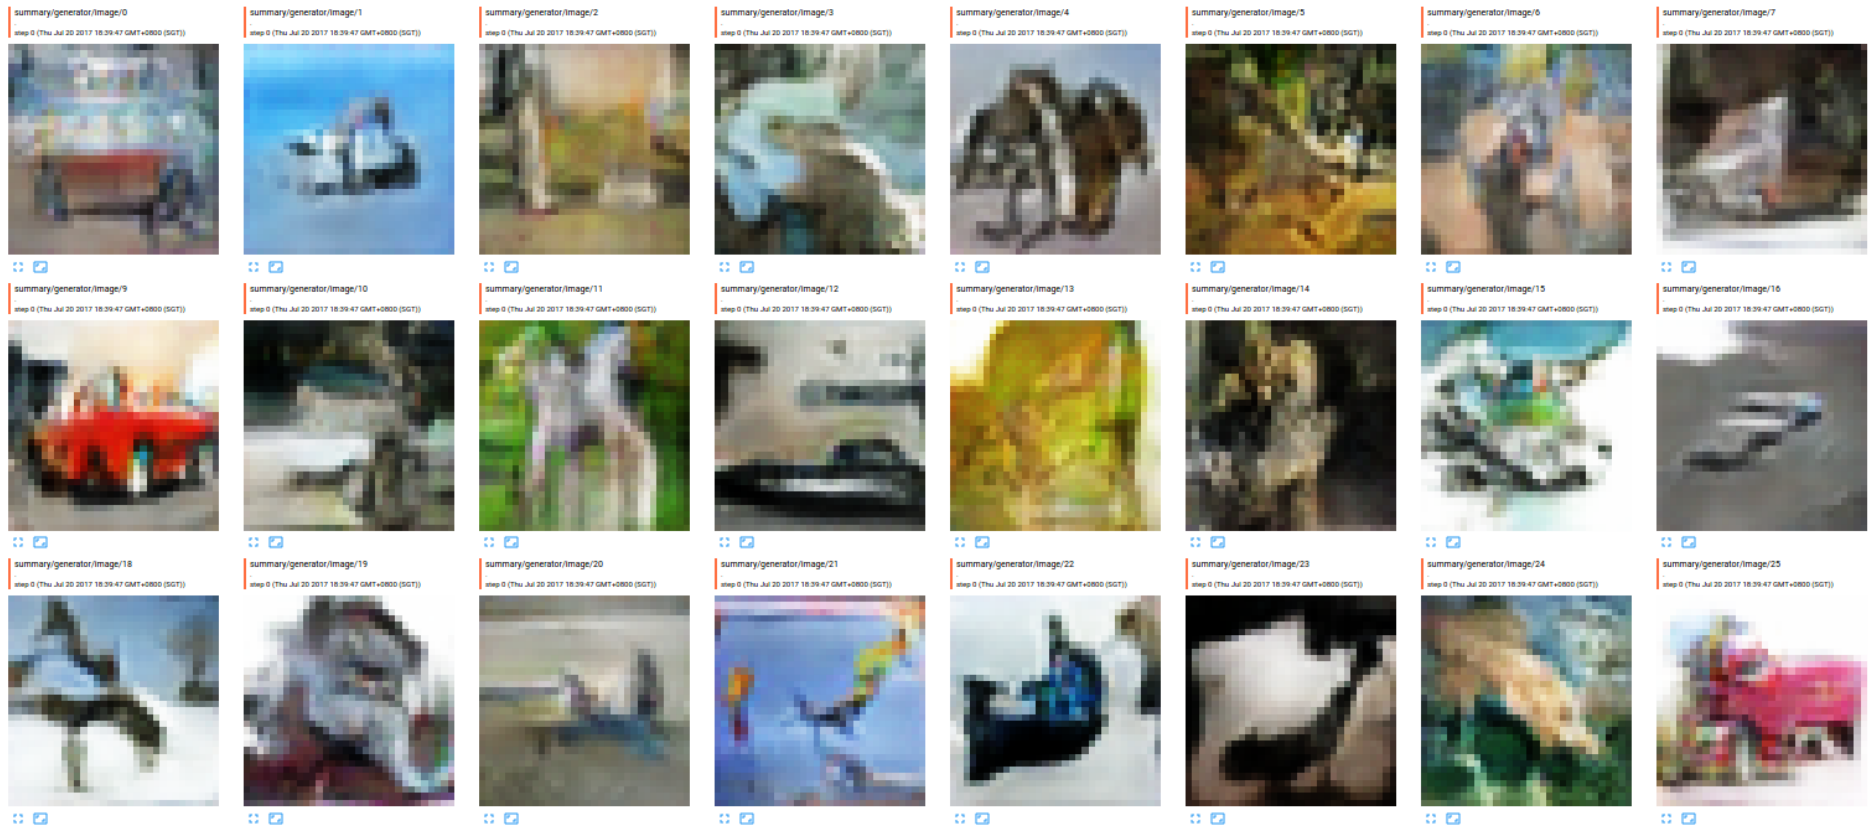 summary/generator/image/0
step 0 (Thu Jul 20 2017 18:39:47 GMT+0800 (SGT))
summary/generator/image/1
step 0 (Thu Jul 20 2017 18:39:47 GMT+0800 (SGT))
summary/generator/image/2
step 0 (Thu Jul 20 2017 18:39:47 GMT+0800 (SGT))
summary/generator/image/3
step 0 (Thu Jul 20 2017 18:39:47 GMT+0800 (SGT))
summary/generator/image/4
step 0 (Thu Jul 20 2017 18:39:47 GMT+0800 (SGT))
summary/generator/image/5
step 0 (Thu Jul 20 2017 18:39:47 GMT+0800 (SGT))
summary/generator/image/6
step 0 (Thu Jul 20 2017 18:39:47 GMT+0800 (SGT))
summary/generator/image/7
step 0 (Thu Jul 20 2017 18:39:47 GMT+0800 (SGT))
summary/generator/image/9
step 0 (Thu Jul 20 2017 18:39:47 GMT+0800 (SGT))
summary/generator/image/10
step 0 (Thu Jul 20 2017 18:39:47 GMT+0800 (SGT))
summary/generator/image/11
step 0 (Thu Jul 20 2017 18:39:47 GMT+0800 (SGT))
summary/generator/image/12
step 0 (Thu Jul 20 2017 18:39:47 GMT+0800 (SGT))
summary/generator/image/13
step 0 (Thu Jul 20 2017 18:39:47 GMT+0800 (SGT))
summary/generator/image/14
step 0 (Thu Jul 20 2017 18:39:47 GMT+0800 (SGT))
summary/generator/image/15
step 0 (Thu Jul 20 2017 18:39:47 GMT+0800 (SGT))
summary/generator/image/16
step 0 (Thu Jul 20 2017 18:39:47 GMT+0800 (SGT))
summary/generator/image/18
step 0 (Thu Jul 20 2017 18:39:47 GMT+0800 (SGT))
summary/generator/image/19
step 0 (Thu Jul 20 2017 18:39:47 GMT+0800 (SGT))
summary/generator/image/20
step 0 (Thu Jul 20 2017 18:39:47 GMT+0800 (SGT))
summary/generator/image/21
step 0 (Thu Jul 20 2017 18:39:47 GMT+0800 (SGT))
summary/generator/image/22
step 0 (Thu Jul 20 2017 18:39:47 GMT+0800 (SGT))
summary/generator/image/23
step 0 (Thu Jul 20 2017 18:39:47 GMT+0800 (SGT))
summary/generator/image/24
step 0 (Thu Jul 20 2017 18:39:47 GMT+0800 (SGT))
summary/generator/image/25
step 0 (Thu Jul 20 2017 18:39:47 GMT+0800 (SGT))